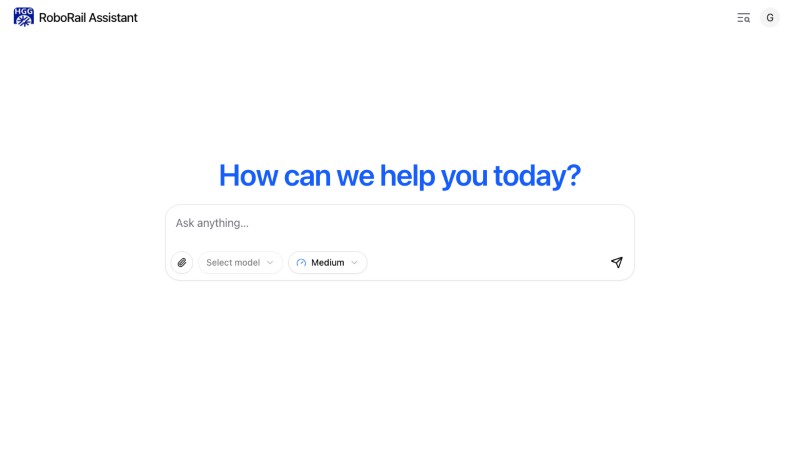 HGG
RoboRail Assistant
G
How can we help you today?
Ask anything...
Select model
Medium